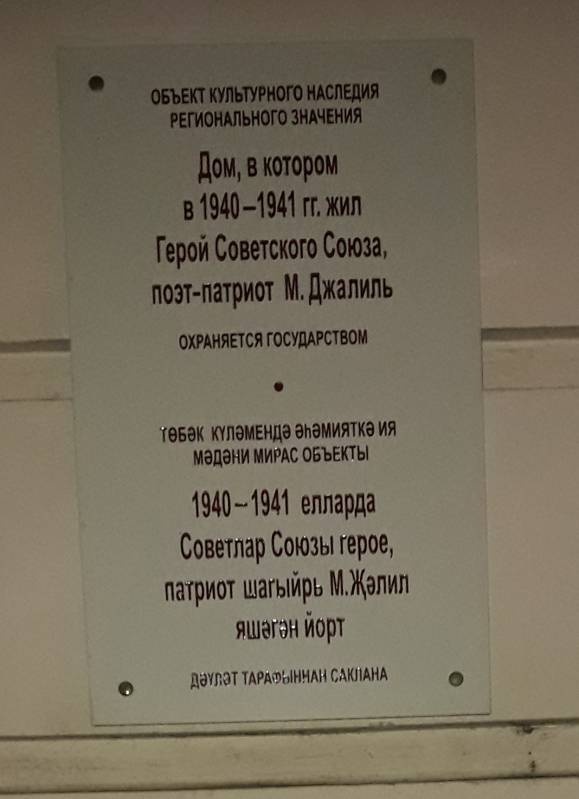 ОБЪЕКТ КУЛЬТУРНОГО НАСЛЕДИЯ
РЕГИОНАЛЬНОГО ЗНАЧЕНИЯ
Дом, в котором
в 1940–1941 гг. жил
Герой Советского Союза,
поэт-патриот М. Джалиль
ОХРАНЯЕТСЯ ГОСУДАРСТВОМ
ТӨБӘК КҮЛӘМЕНДӘ ӘҺӘМИЯТКӘ ИЯ
МӘДӘНИ МИРАС ОБЪЕКТЫ
1940–1941 елларда
Советлар Союзы герое,
патриот шагыйрь М.Җәлил
яшәгән йорт
ДӘҮЛӘТ ТАРАФЫННАН САКЛАНА